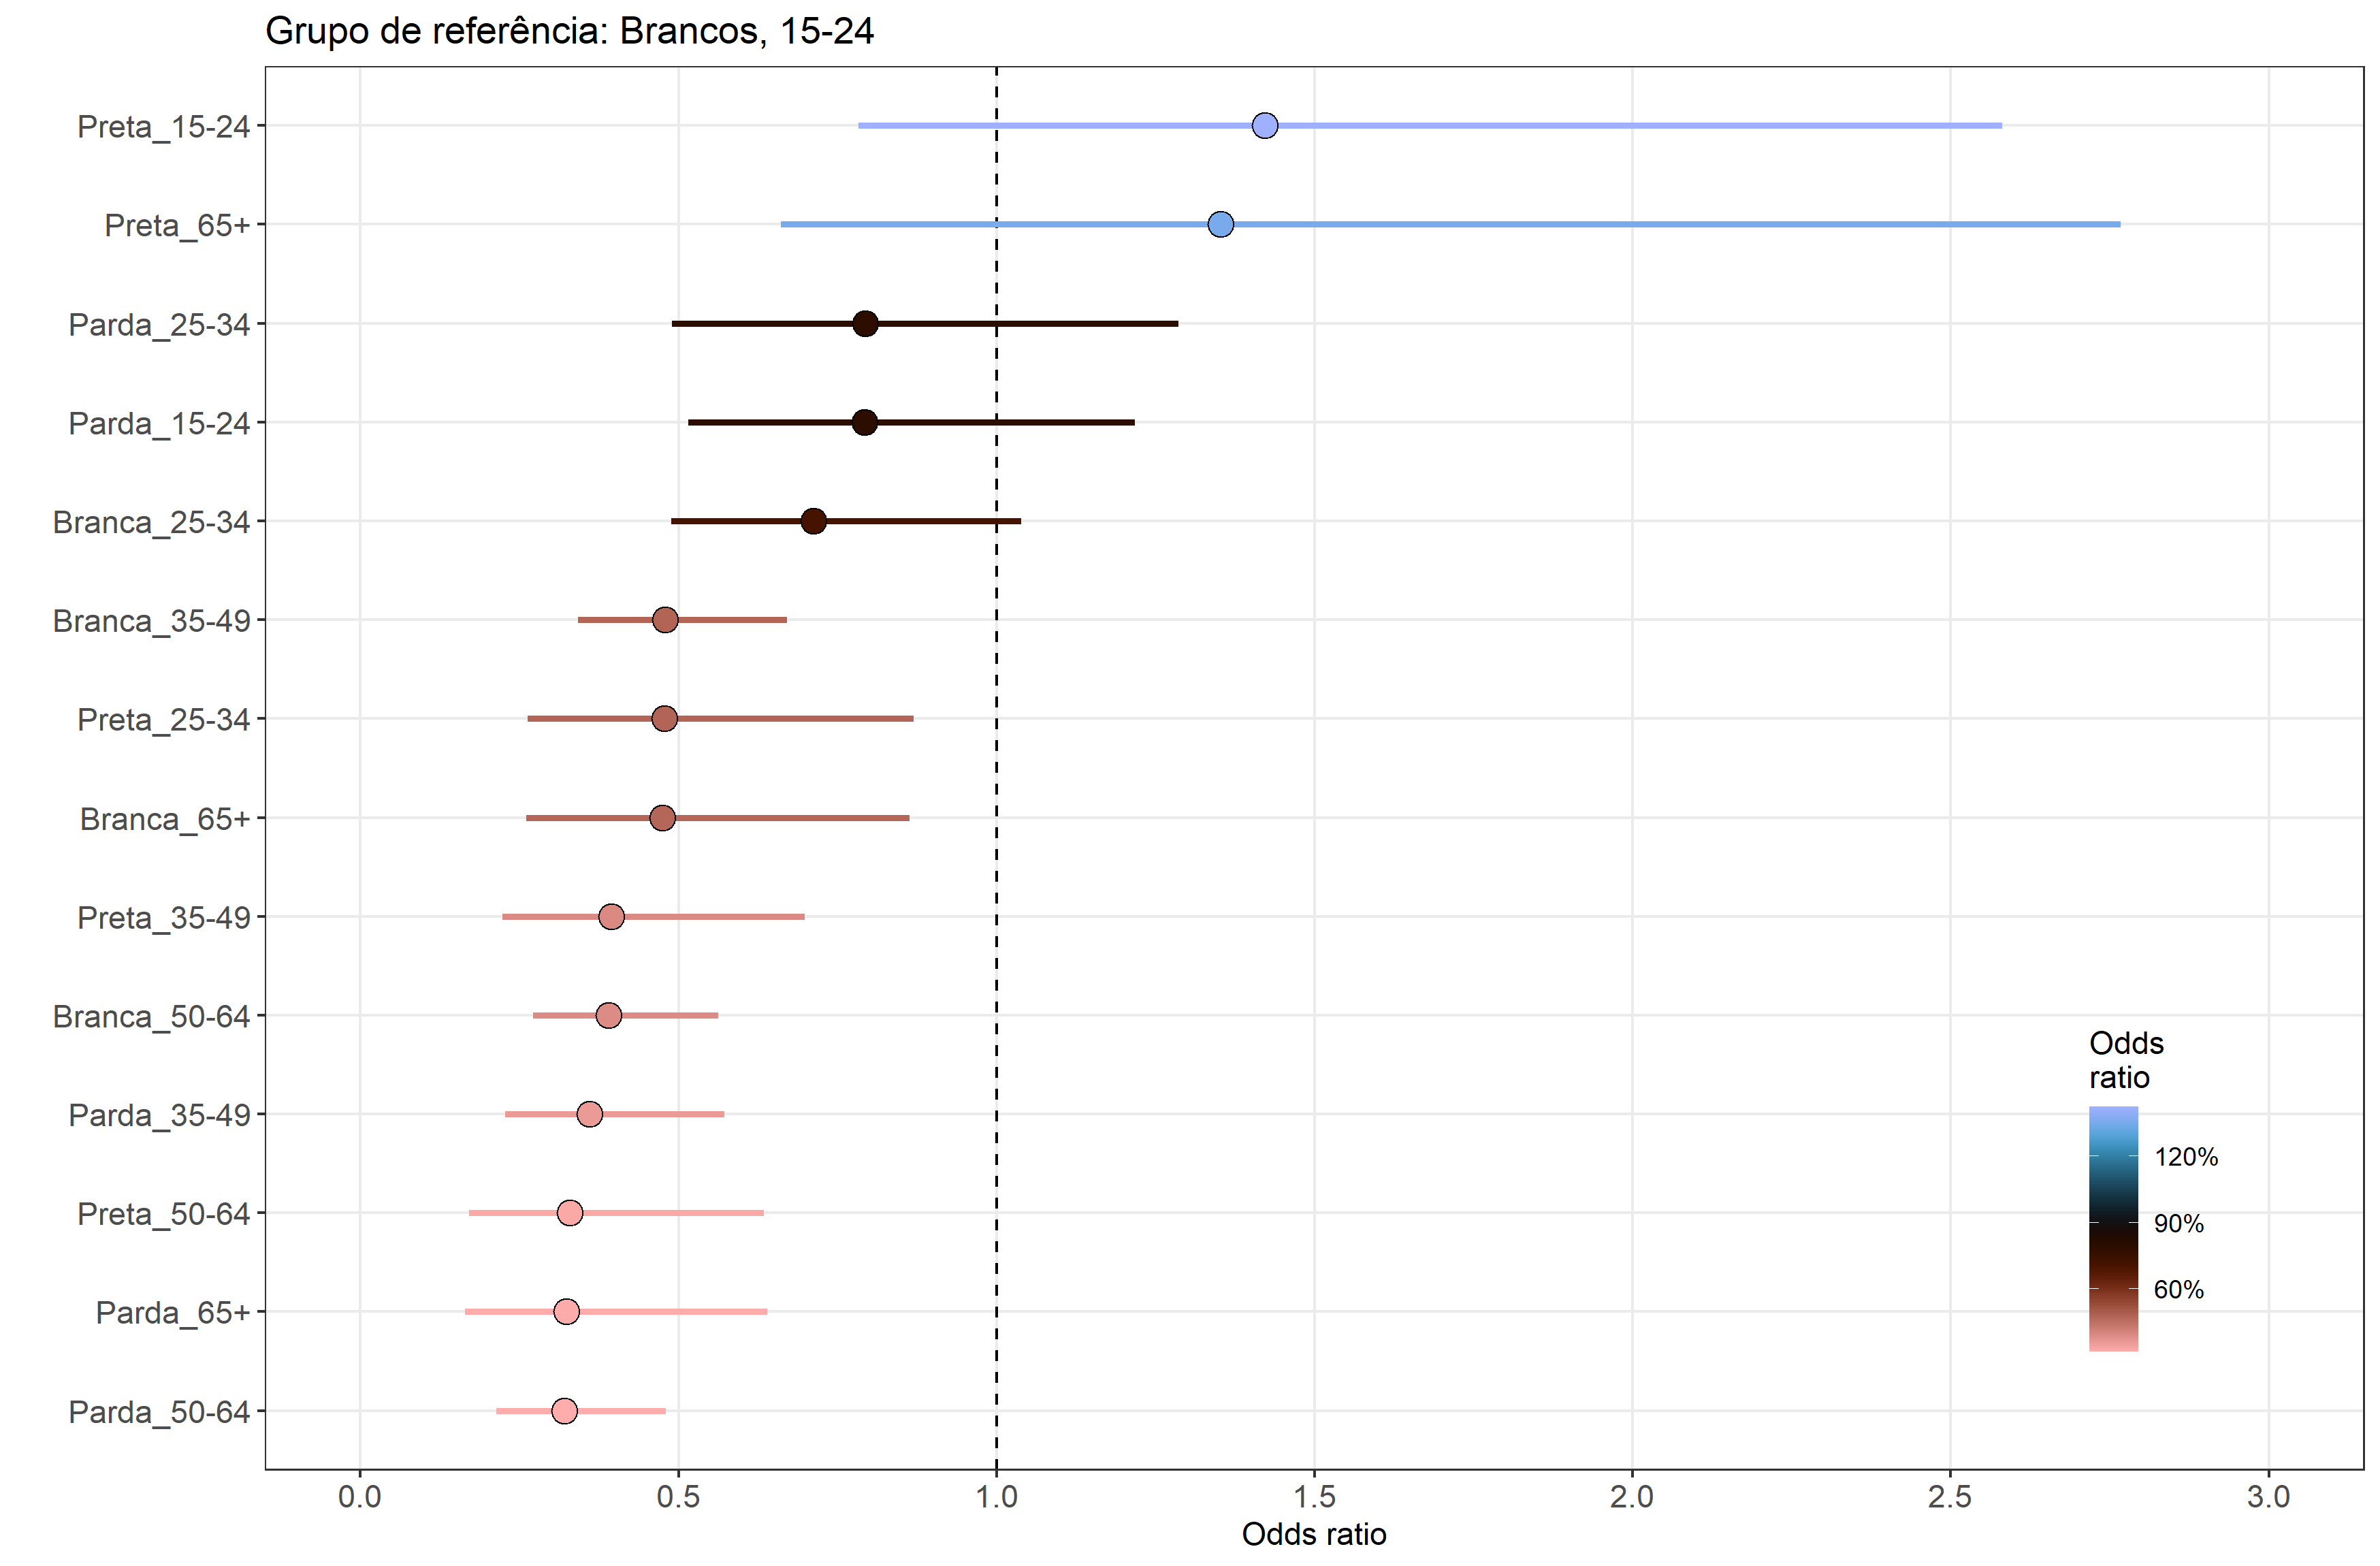 Grupo de referência: Brancos, 15-24
Preta_15-24
Preta_65+
Parda_25-34
Parda_15-24
Branca_25-34
Branca_35-49
Preta_25-34
Branca_65+
Preta_35-49
Branca_50-64
Parda_35-49
Preta_50-64
Parda_65+
Parda_50-64
Odds
ratio
120%
90%
60%
0.0 0.5 1.0 1.5 2.0 2.5 3.0
Odds ratio